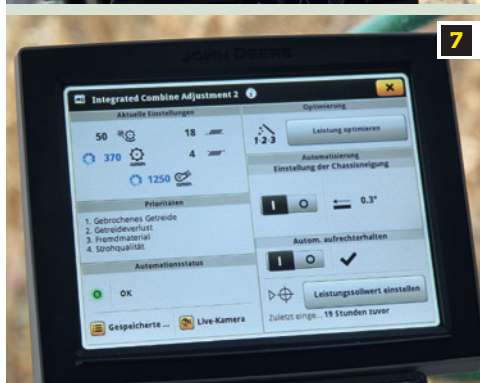 7
JOHN DEERE
Integrated Combine Adjustment 2
Aktuelle Einstellungen
50 18
370 4
1250
Prioritäten
1. Gebrochenes Getreide
2. Getreideverlust
3. Fremdmaterial
4. Strohqualität
Automationsstatus
OK
Gespeicherte ... Live-Kamera
Optimierung
1·2·3 Leistung optimieren
Automatisierung
Einstellung der Chassisneigung
I O 0.3°
Autom. aufrechterhalten
I O
Leistungssollwert einstellen
Zuletzt einge... 19 Stunden zuvor